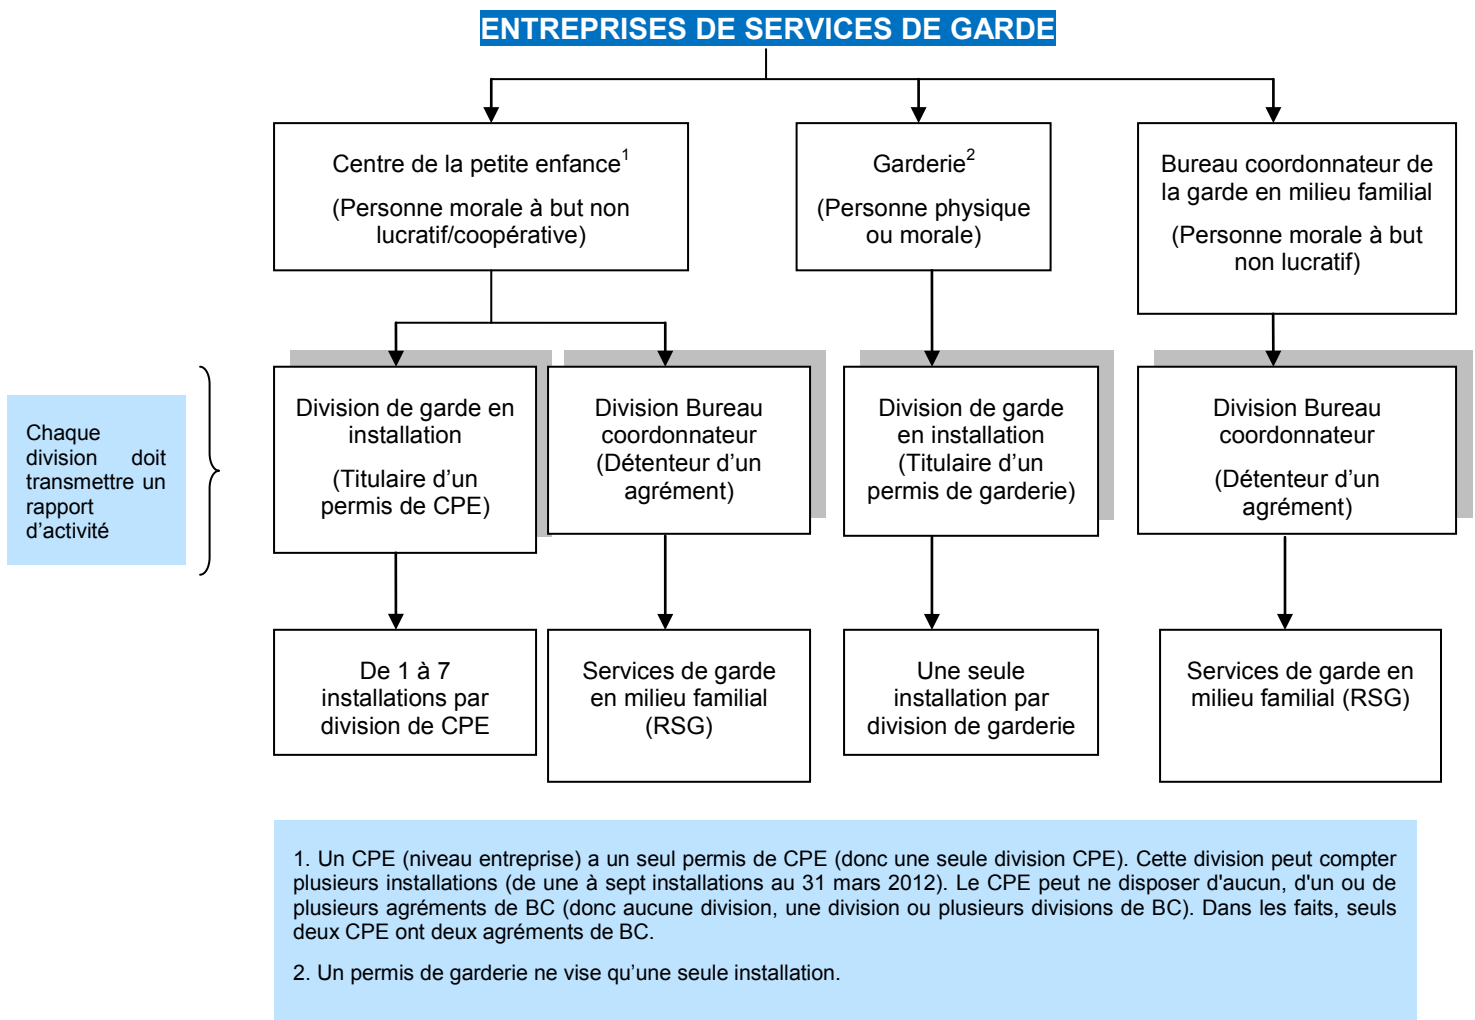 ENTREPRISES DE SERVICES DE GARDE
Centre de la petite enfance1
(Personne morale à but non
lucratif/coopérative)
Garderie2
(Personne physique
ou morale)
Bureau coordonnateur de
la garde en milieu familial
(Personne morale à but
non lucratif)
Chaque
division doit
transmettre un
rapport
d’activité
Division de garde en
installation
(Titulaire d’un
permis de CPE)
Division Bureau
coordonnateur
(Détenteur d’un
agrément)
Division de garde
en installation
(Titulaire d’un
permis de garderie)
Division Bureau
coordonnateur
(Détenteur d’un
agrément)
De 1 à 7
installations par
division de CPE
Services de garde
en milieu familial
(RSG)
Une seule
installation par
division de garderie
Services de garde en
milieu familial (RSG)
1. Un CPE (niveau entreprise) a un seul permis de CPE (donc une seule division CPE). Cette division peut compter
plusieurs installations (de une à sept installations au 31 mars 2012). Le CPE peut ne disposer d'aucun, d'un ou de
plusieurs agréments de BC (donc aucune division, une division ou plusieurs divisions de BC). Dans les faits, seuls
deux CPE ont deux agréments de BC.
2. Un permis de garderie ne vise qu’une seule installation.